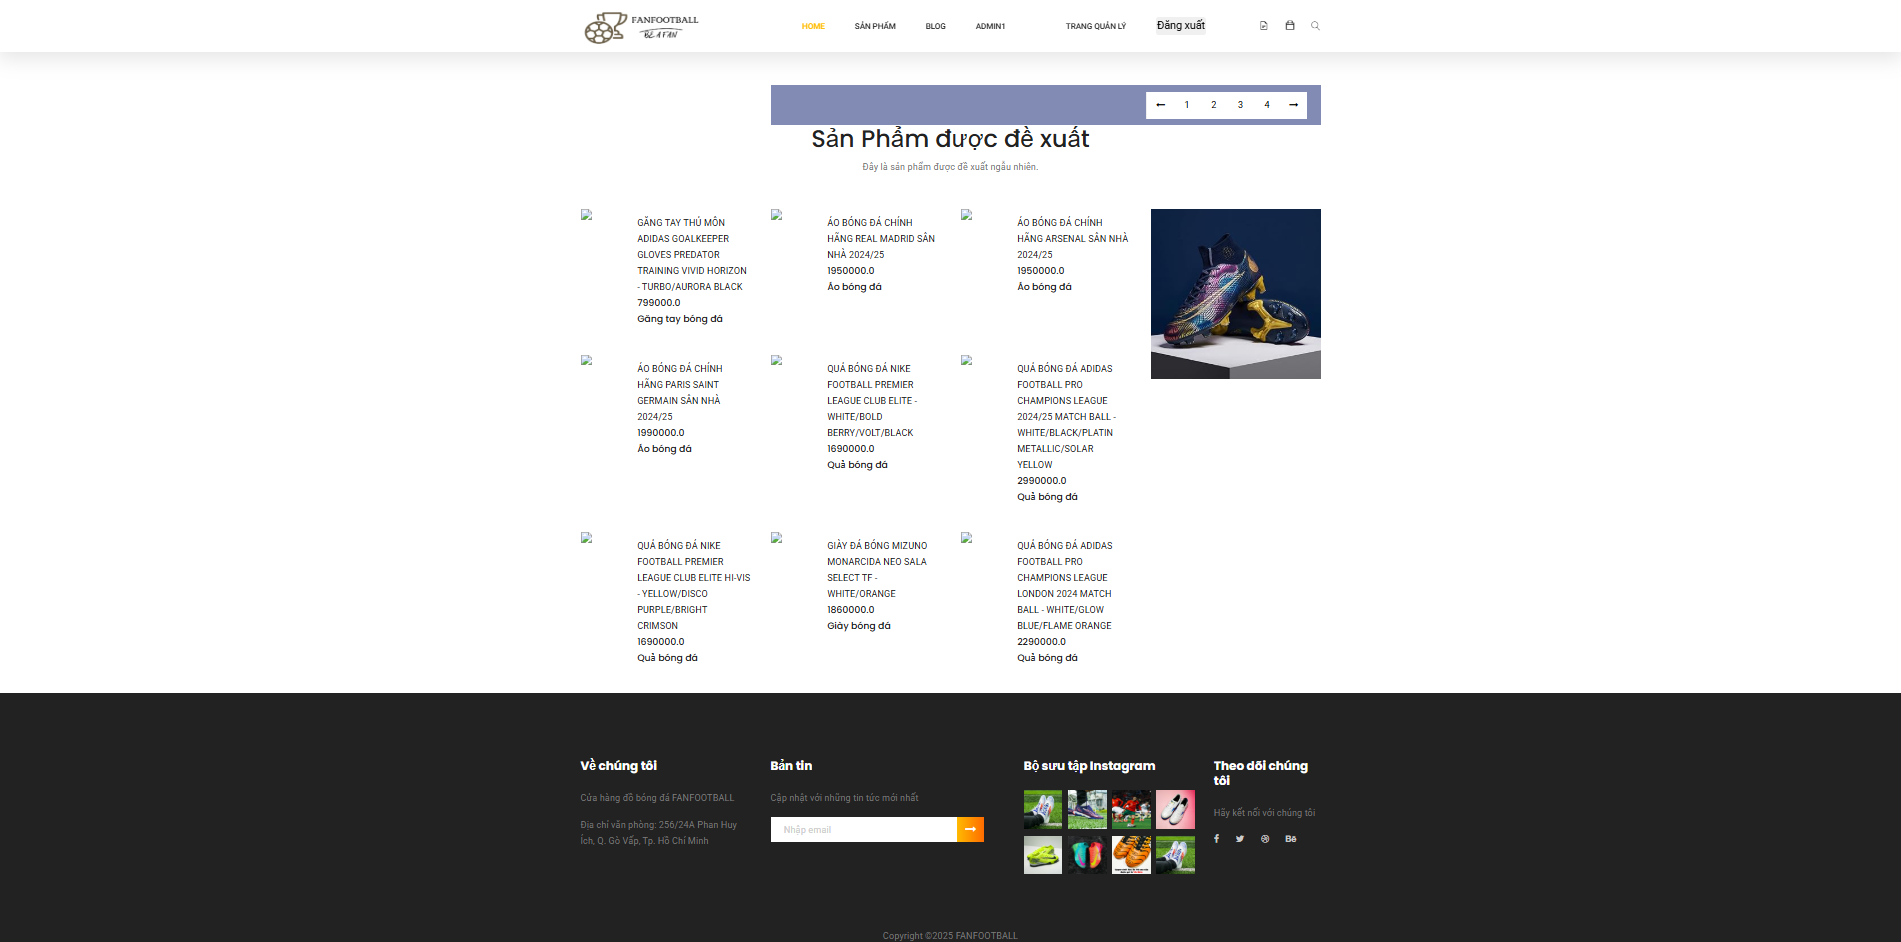 FANFOOTBALL
BE A FAN
HOME
SẢN PHẨM
BLOG
ADMIN1
TRANG QUẢN LÝ
Đăng xuất
1 2 3 4
Sản Phẩm được đề xuất
Đây là sản phẩm được đề xuất ngẫu nhiên.
GĂNG TAY THỦ MÔN
ADIDAS GOALKEEPER
GLOVES PREDATOR
TRAINING VIVID HORIZON
- TURBO/AURORA BLACK
799000.0
Găng tay bóng đá
ÁO BÓNG ĐÁ CHÍNH
HÃNG REAL MADRID SÂN
NHÀ 2024/25
1950000.0
Áo bóng đá
ÁO BÓNG ĐÁ CHÍNH
HÃNG ARSENAL SÂN NHÀ
2024/25
1950000.0
Áo bóng đá
ÁO BÓNG ĐÁ CHÍNH
HÃNG PARIS SAINT
GERMAIN SÂN NHÀ
2024/25
1990000.0
Áo bóng đá
QUẢ BÓNG ĐÁ NIKE
FOOTBALL PREMIER
LEAGUE CLUB ELITE -
WHITE/BOLD
BERRY/VOLT/BLACK
1690000.0
Quả bóng đá
QUẢ BÓNG ĐÁ ADIDAS
FOOTBALL PRO
CHAMPIONS LEAGUE
2024/25 MATCH BALL -
WHITE/BLACK/PLATIN
METALLIC/SOLAR
YELLOW
2990000.0
Quả bóng đá
QUẢ BÓNG ĐÁ NIKE
FOOTBALL PREMIER
LEAGUE CLUB ELITE HI-VIS
- YELLOW/DISCO
PURPLE/BRIGHT
CRIMSON
1690000.0
Quả bóng đá
GIÀY ĐÁ BÓNG MIZUNO
MONARCIDA NEO SALA
SELECT TF -
WHITE/ORANGE
1860000.0
Giày bóng đá
QUẢ BÓNG ĐÁ ADIDAS
FOOTBALL PRO
CHAMPIONS LEAGUE
LONDON 2024 MATCH
BALL - WHITE/GLOW
BLUE/FLAME ORANGE
2290000.0
Quả bóng đá
Về chúng tôi
Cửa hàng đồ bóng đá FANFOOTBALL
Địa chỉ văn phòng: 256/24A Phan Huy
Ích, Q. Gò Vấp, Tp. Hồ Chí Minh
Bản tin
Cập nhật với những tin tức mới nhất
Nhập email
Bộ sưu tập Instagram
Theo dõi chúng
tôi
Hãy kết nối với chúng tôi
Copyright ©2025 FANFOOTBALL